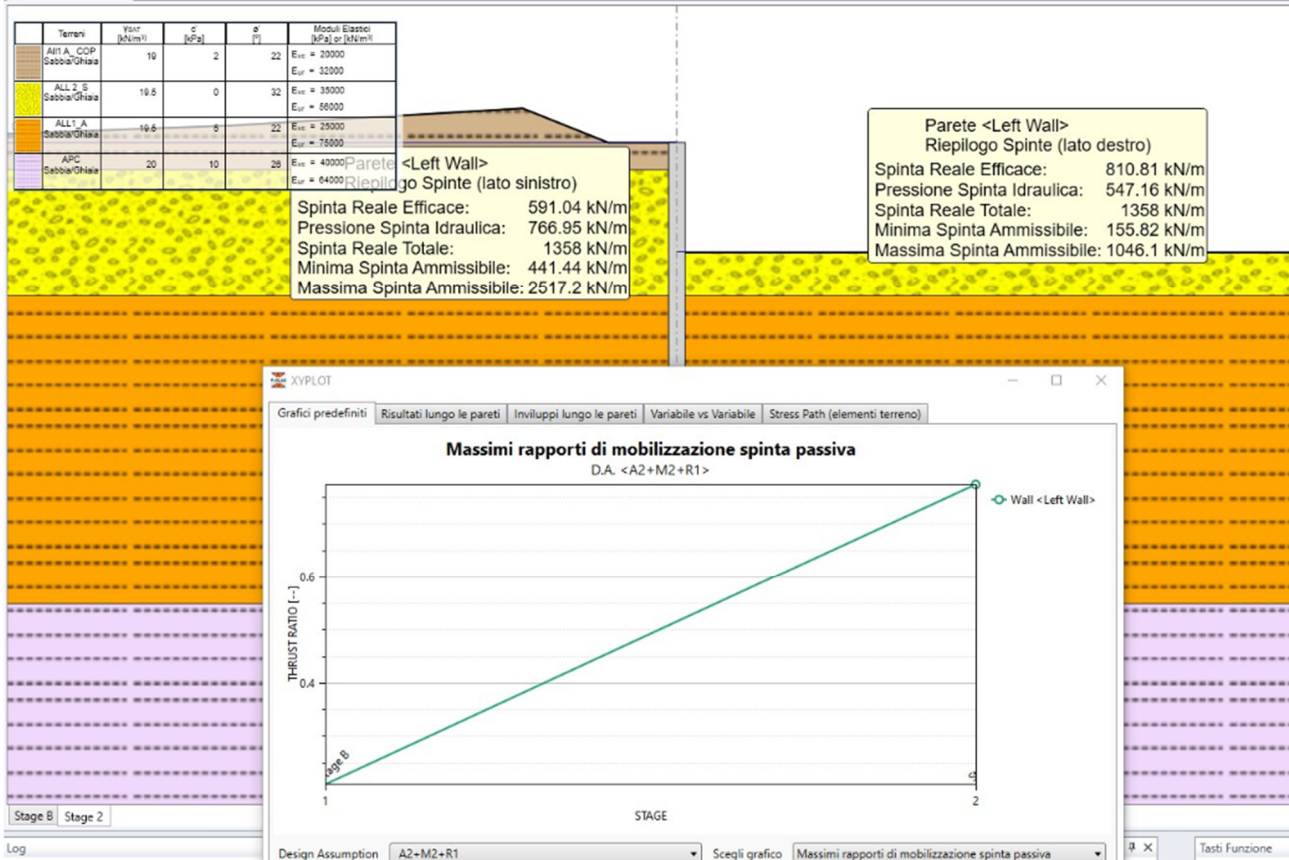 Terreni γSAT [kN/m³] c' [kPa] ø' [°] Moduli Elastici [kPa] or [kN/m³]
All1 A_COP Sabbia/Ghiaia 19 2 22 Evc = 20000
Eur = 32000
ALL 2_S Sabbia/Ghiaia 19.5 0 32 Evc = 35000
Eur = 56000
ALL1_A Sabbia/Ghiaia 19.5 5 22 Evc = 25000
Eur = 75000
APC Sabbia/Ghiaia 20 10 26 Evc = 40000
Eur = 64000
Parete <Left Wall>
Riepilogo Spinte (lato sinistro)
Spinta Reale Efficace: 591.04 kN/m
Pressione Spinta Idraulica: 766.95 kN/m
Spinta Reale Totale: 1358 kN/m
Minima Spinta Ammissibile: 441.44 kN/m
Massima Spinta Ammissibile: 2517.2 kN/m
Parete <Left Wall>
Riepilogo Spinte (lato destro)
Spinta Reale Efficace: 810.81 kN/m
Pressione Spinta Idraulica: 547.16 kN/m
Spinta Reale Totale: 1358 kN/m
Minima Spinta Ammissibile: 155.82 kN/m
Massima Spinta Ammissibile: 1046.1 kN/m
XYPLOT
Grafici predefiniti Risultati lungo le pareti Inviluppi lungo le pareti Variabile vs Variabile Stress Path (elementi terreno)
Massimi rapporti di mobilizzazione spinta passiva
D.A. <A2+M2+R1>
Wall <Left Wall>
THRUST RATIO [--]
0.6
0.4
age B
1 2
STAGE
Stage B Stage 2
Design Assumption A2+M2+R1 Scegli grafico Massimi rapporti di mobilizzazione spinta passiva
Log
Tasti Funzione